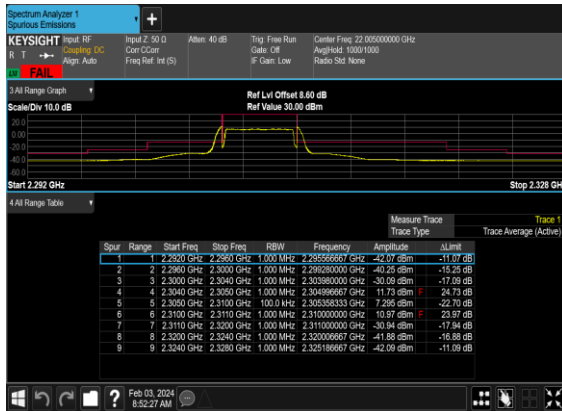 Spectrum Analyzer 1
Spurious Emissions
KEYSIGHT Input: RF Input Z: 50 Ω Atten: 40 dB Trig: Free Run Center Freq: 22.005000000 GHz
R T Coupling: DC Corr CCorr Gate: Off Avg|Hold: 1000/1000
Align: Auto Freq Ref: Int (S) IF Gain: Low Radio Std: None
FAIL
3 All Range Graph
Ref Lvl Offset 8.60 dB
Scale/Div 10.0 dB Ref Value 30.00 dBm
20.0
0.00
-20.0
-40.0
-60.0
Start 2.292 GHz Stop 2.328 GH
4 All Range Table
Measure Trace Trace 1
Trace Type Trace Average (Active)
Spur Range Start Freq Stop Freq RBW Frequency Amplitude ΔLimit
1 1 2.2920 GHz 2.2960 GHz 1.000 MHz 2.295566667 GHz -42.07 dBm -11.07 dB
2 2 2.2960 GHz 2.3000 GHz 1.000 MHz 2.299280000 GHz -40.25 dBm -15.25 dB
3 3 2.3000 GHz 2.3040 GHz 1.000 MHz 2.303980000 GHz -30.09 dBm -17.09 dB
4 4 2.3040 GHz 2.3050 GHz 1.000 MHz 2.304996667 GHz 11.73 dBm F 24.73 dB
5 5 2.3050 GHz 2.3100 GHz 100.0 kHz 2.305358333 GHz 7.295 dBm -22.70 dB
6 6 2.3100 GHz 2.3110 GHz 1.000 MHz 2.310000000 GHz 10.97 dBm F 23.97 dB
7 7 2.3110 GHz 2.3200 GHz 1.000 MHz 2.311000000 GHz -30.94 dBm -17.94 dB
8 8 2.3200 GHz 2.3240 GHz 1.000 MHz 2.320006667 GHz -41.88 dBm -16.88 dB
9 9 2.3240 GHz 2.3280 GHz 1.000 MHz 2.325186667 GHz -42.09 dBm -11.09 dB
Feb 03, 2024
8:52:27 AM